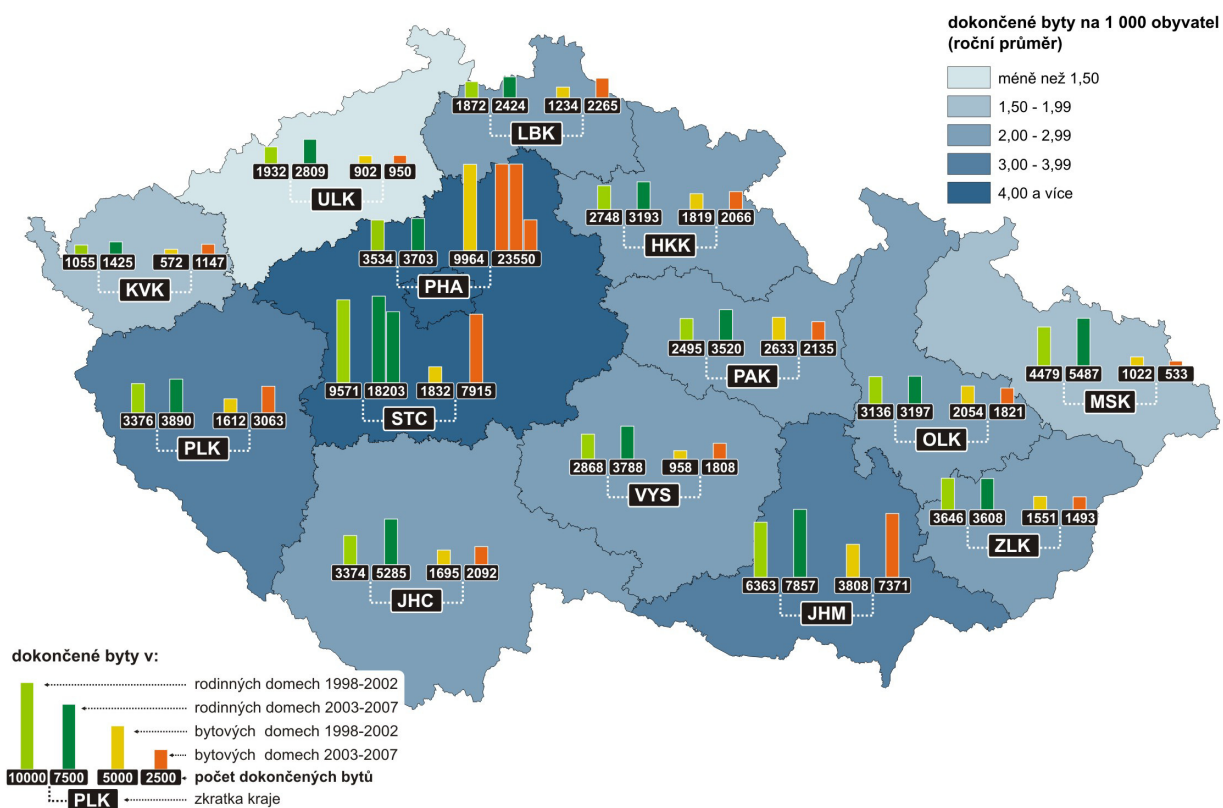 dokončené byty na 1 000 obyvatel
(roční průměr)
méně než 1,50
1,50 - 1,99
2,00 - 2,99
3,00 - 3,99
4,00 a více
1872 2424 1234 2265
LBK
1932 2809 902 950
ULK
2748 3193 1819 2066
HKK
3534 3703 9964 23550
PHA
1055 1425 572 1147
KVK
2495 3520 2633 2135
PAK
4479 5487 1022 533
MSK
9571 18203 1832 7915
STC
3376 3890 1612 3063
PLK
3136 3197 2054 1821
OLK
2868 3788 958 1808
VYS
3646 3608 1551 1493
ZLK
3374 5285 1695 2092
JHC
6363 7857 3808 7371
JHM
dokončené byty v:
rodinných domech 1998-2002
rodinných domech 2003-2007
bytových domech 1998-2002
bytových domech 2003-2007
10000 7500 5000 2500 počet dokončených bytů
PLK zkratka kraje